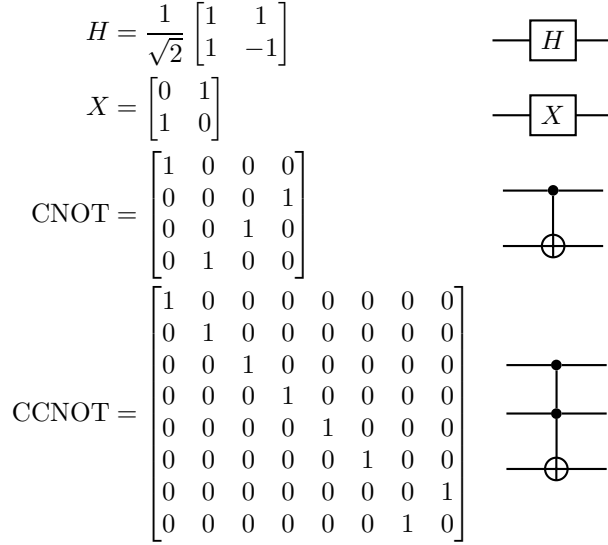 H = 1/√2 [1 1
1 −1]
H
X = [0 1
1 0]
X
CNOT = [1 0 0 0
0 0 0 1
0 0 1 0
0 1 0 0]
CCNOT = [1 0 0 0 0 0 0 0
0 1 0 0 0 0 0 0
0 0 1 0 0 0 0 0
0 0 0 1 0 0 0 0
0 0 0 0 1 0 0 0
0 0 0 0 0 1 0 0
0 0 0 0 0 0 0 1
0 0 0 0 0 0 1 0]